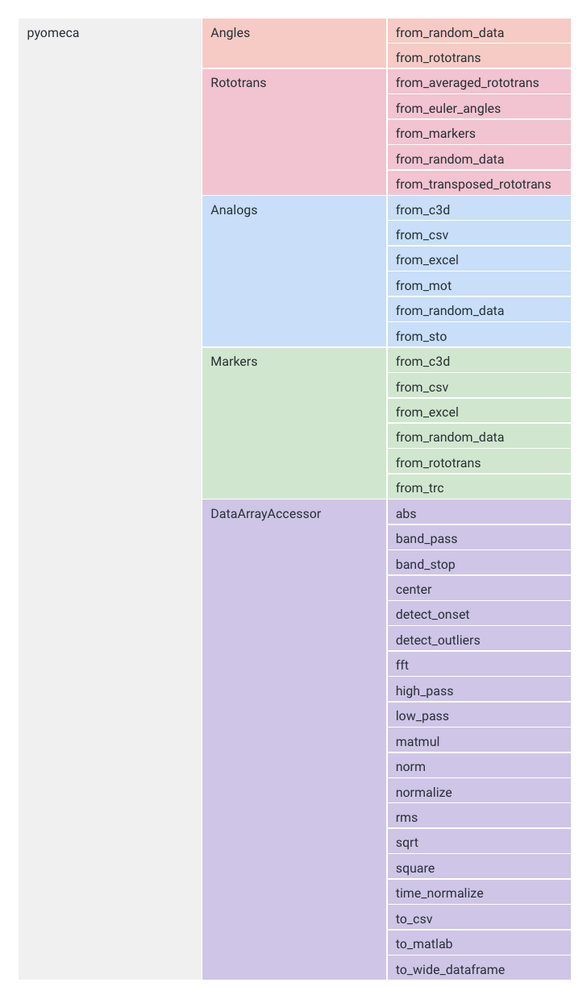 pyomeca
Angles
from_random_data
from_rototrans
Rototrans
from_averaged_rototrans
from_euler_angles
from_markers
from_random_data
from_transposed_rototrans
Analogs
from_c3d
from_csv
from_excel
from_mot
from_random_data
from_sto
Markers
from_c3d
from_csv
from_excel
from_random_data
from_rototrans
from_trc
DataArrayAccessor
abs
band_pass
band_stop
center
detect_onset
detect_outliers
fft
high_pass
low_pass
matmul
norm
normalize
rms
sqrt
square
time_normalize
to_csv
to_matlab
to_wide_dataframe